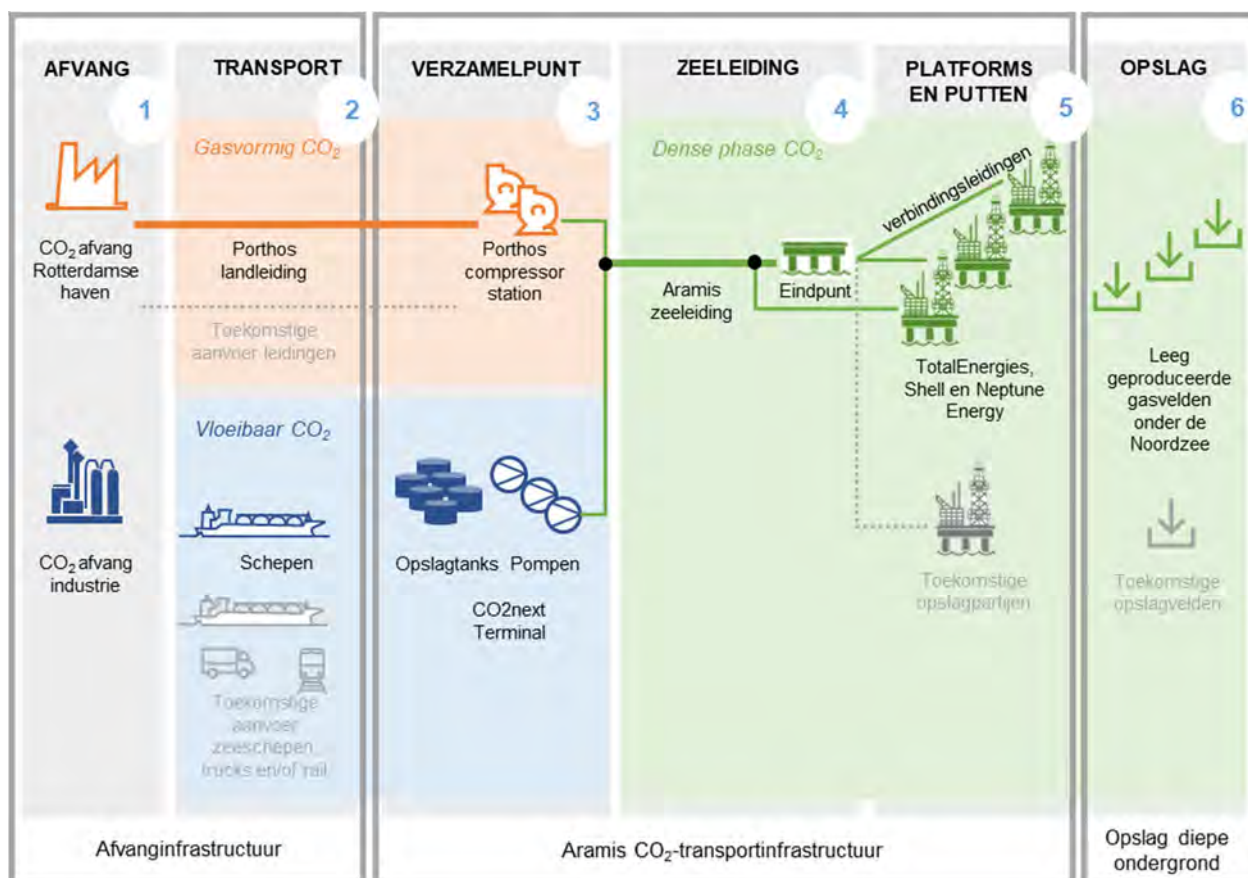 AFVANG
1
TRANSPORT
2
VERZAMELPUNT
3
ZEELEIDING
4
PLATFORMS
EN PUTTEN
5
OPSLAG
6
Gasvormig CO₂
Dense phase CO₂
verbindingsleidingen
CO₂ afvang
Rotterdamse
haven
Porthos
landleiding
Porthos
compressor
station
Aramis
zeeleiding
Eindpunt
Toekomstige
aanvoer leidingen
TotalEnergies,
Shell en Neptune
Energy
Leeg
geproduceerde
gasvelden
onder de
Noordzee
Vloeibaar CO₂
CO₂ afvang
industrie
Schepen
Opslagtanks
Pompen
CO2next
Terminal
Toekomstige
opslagpartijen
Toekomstige
opslagvelden
Toekomstige
aanvoer
zeeschepen,
trucks en/of rail
Afvanginfrastructuur
Aramis CO₂-transportinfrastructuur
Opslag diepe
ondergrond